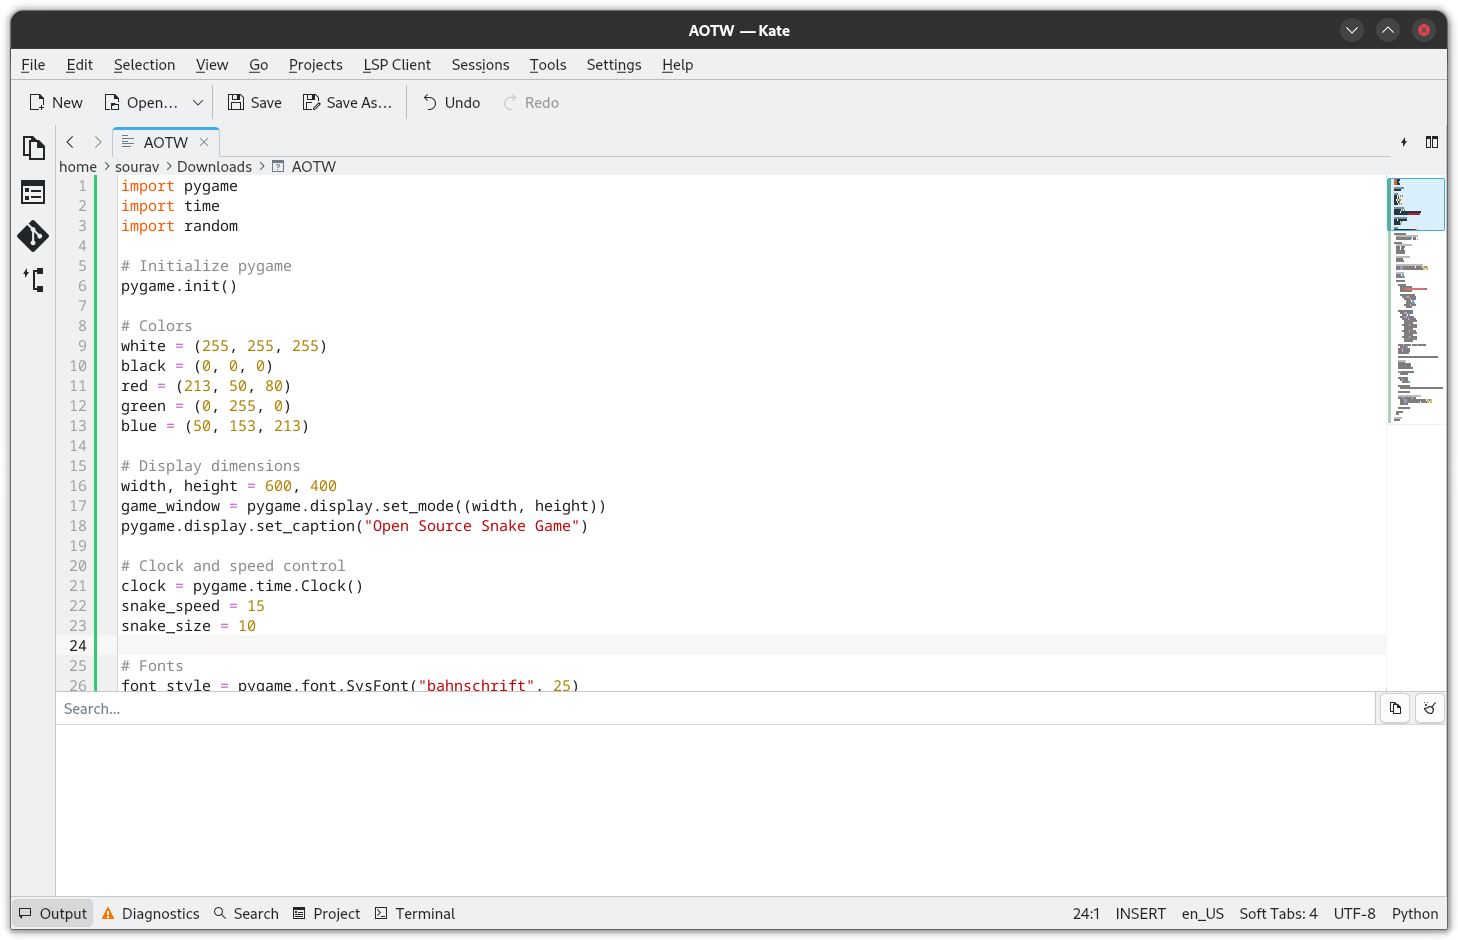 AOTW — Kate
File Edit Selection View Go Projects LSP Client Sessions Tools Settings Help
New Open... Save Save As... Undo Redo
AOTW
home > sourav > Downloads > AOTW
1 import pygame
2 import time
3 import random
4
5 # Initialize pygame
6 pygame.init()
7
8 # Colors
9 white = (255, 255, 255)
10 black = (0, 0, 0)
11 red = (213, 50, 80)
12 green = (0, 255, 0)
13 blue = (50, 153, 213)
14
15 # Display dimensions
16 width, height = 600, 400
17 game_window = pygame.display.set_mode((width, height))
18 pygame.display.set_caption("Open Source Snake Game")
19
20 # Clock and speed control
21 clock = pygame.time.Clock()
22 snake_speed = 15
23 snake_size = 10
24
25 # Fonts
26 font_style = pygame.font.SysFont("bahnschrift", 25)
Search...
Output Diagnostics Search Project Terminal 24:1 INSERT en_US Soft Tabs: 4 UTF-8 Python